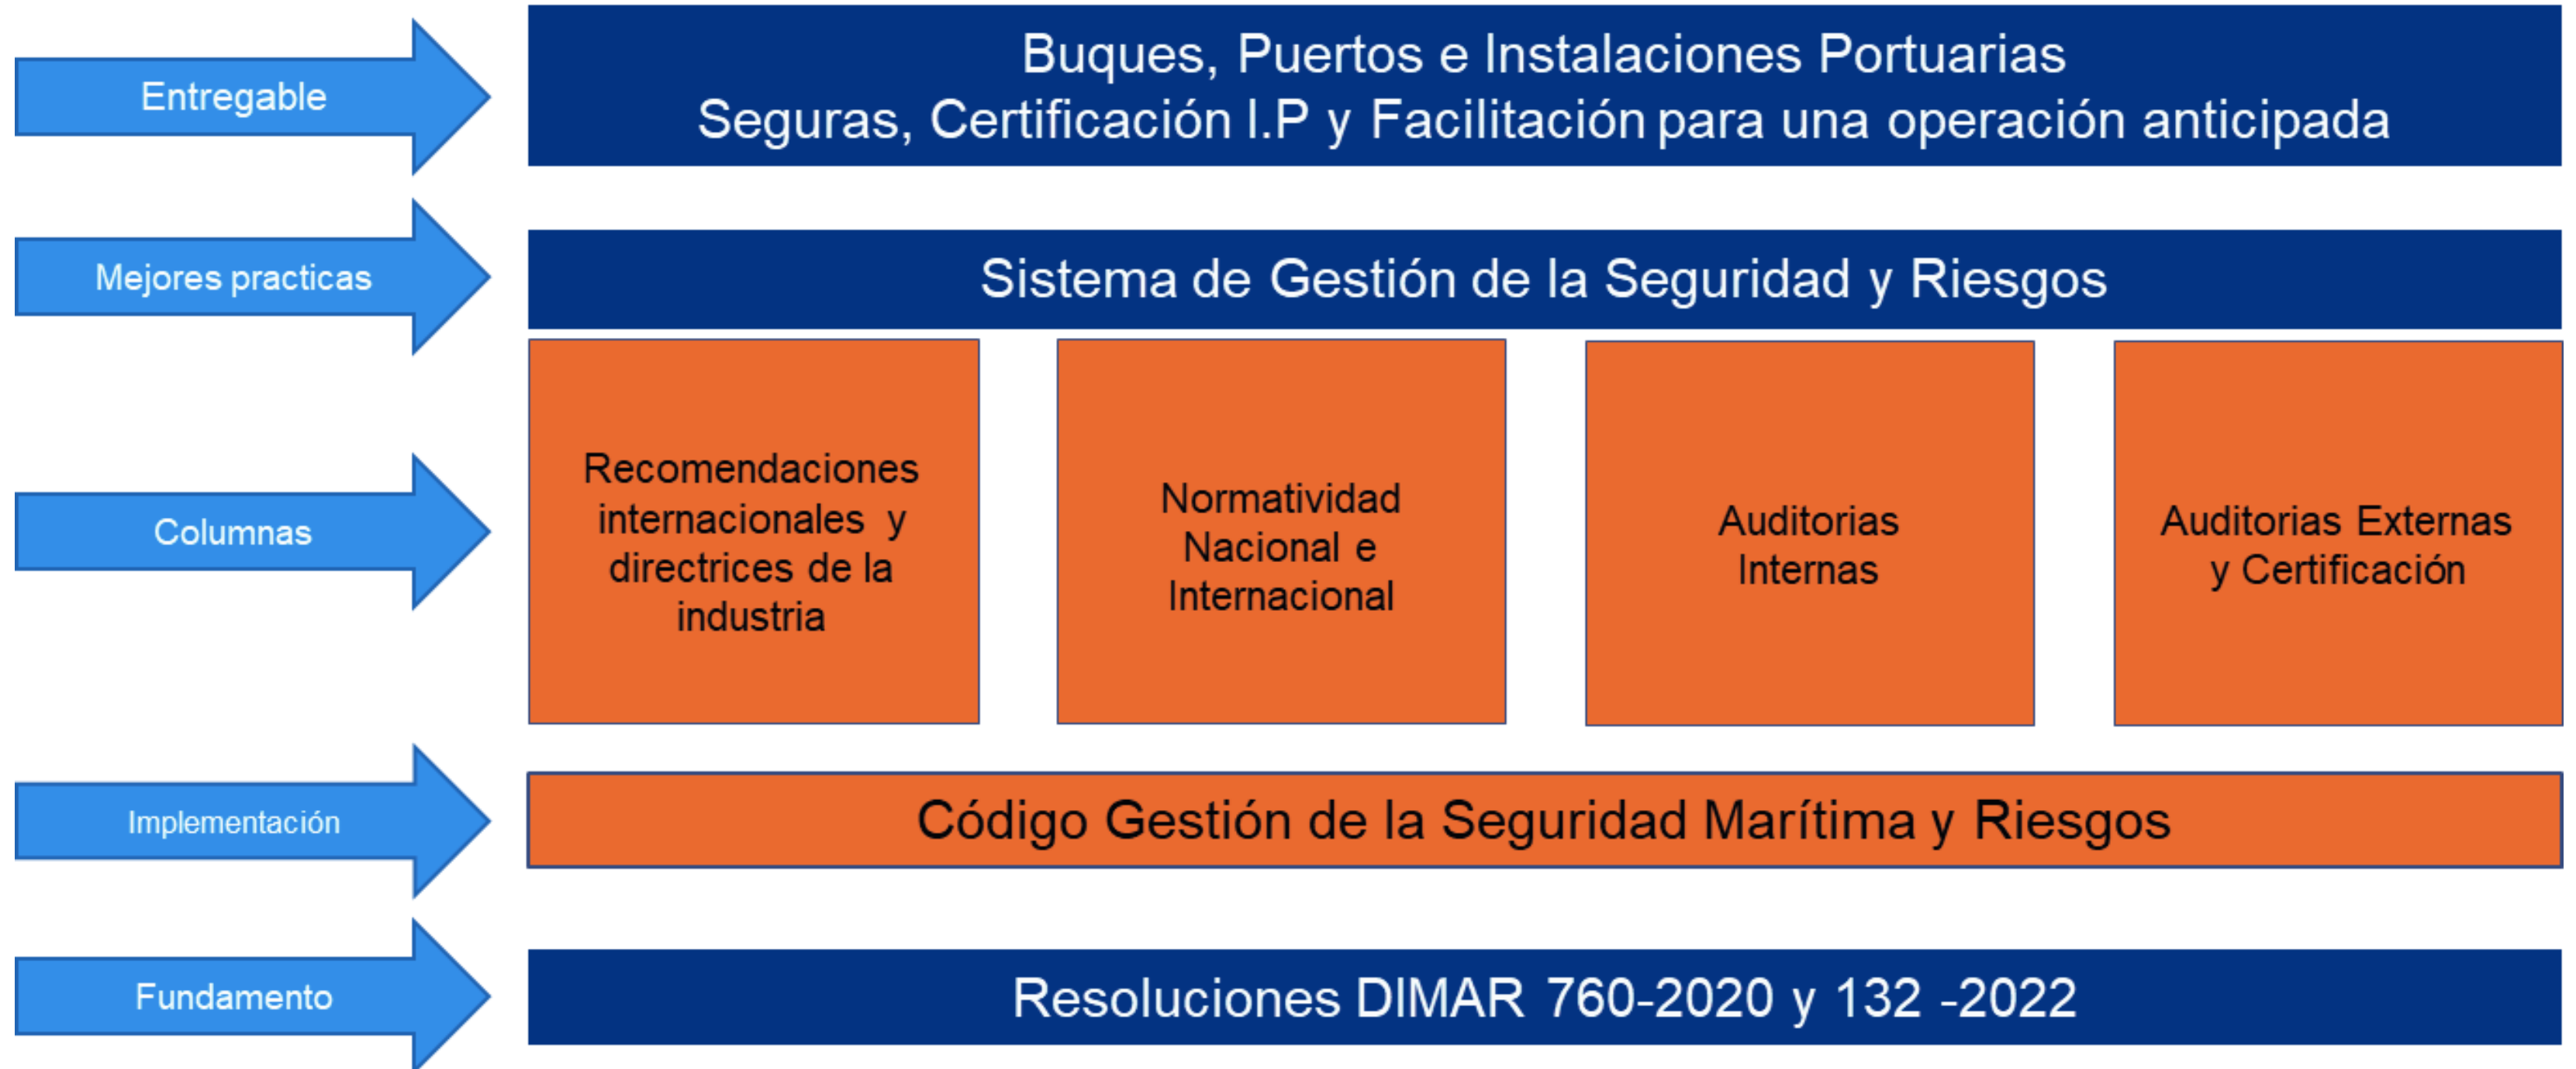 Entregable
Buques, Puertos e Instalaciones Portuarias
Seguras, Certificación I.P y Facilitación para una operación anticipada
Mejores practicas
Sistema de Gestión de la Seguridad y Riesgos
Columnas
Recomendaciones
internacionales y
directrices de la
industria
Normatividad
Nacional e
Internacional
Auditorias
Internas
Auditorias Externas
y Certificación
Implementación
Código Gestión de la Seguridad Marítima y Riesgos
Fundamento
Resoluciones DIMAR 760-2020 y 132 -2022